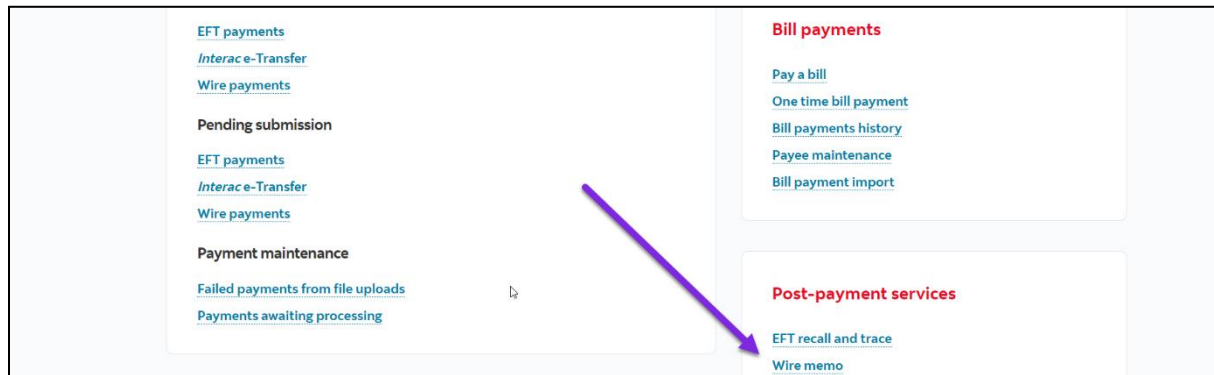 EFT payments
Interac e-Transfer
Wire payments
Pending submission
EFT payments
Interac e-Transfer
Wire payments
Payment maintenance
Failed payments from file uploads
Payments awaiting processing
Bill payments
Pay a bill
One time bill payment
Bill payments history
Payee maintenance
Bill payment import
Post-payment services
EFT recall and trace
Wire memo